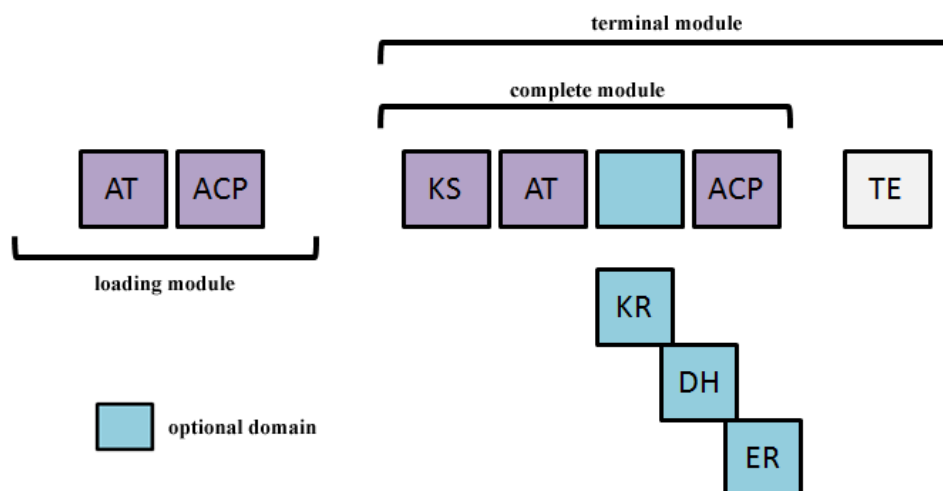 terminal module
complete module
AT ACP KS AT ACP TE
loading module
KR
DH
optional domain
ER